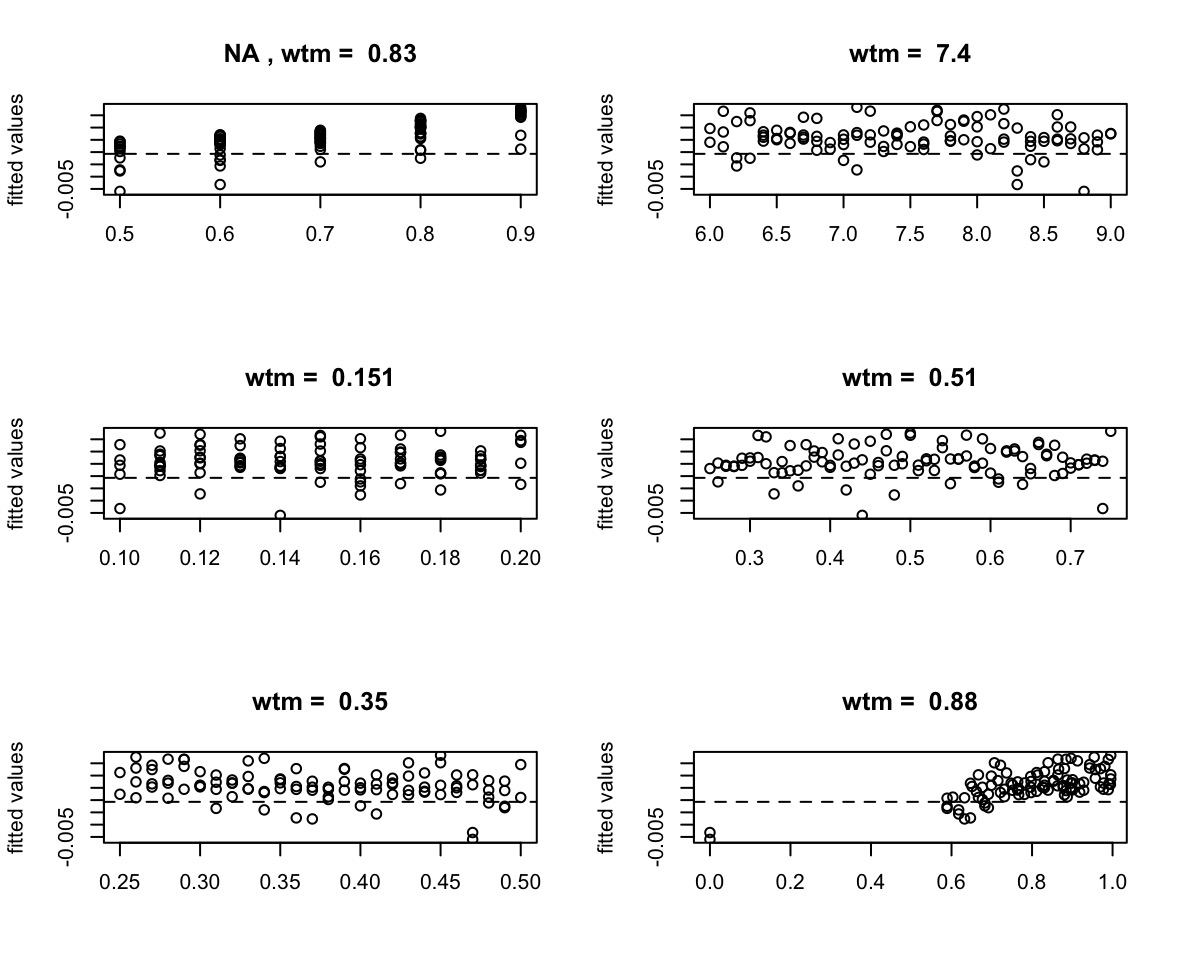 NA , wtm =  0.83
fitted values
-0.005
0.5 0.6 0.7 0.8 0.9
wtm =  7.4
fitted values
-0.005
6.0 6.5 7.0 7.5 8.0 8.5 9.0
wtm =  0.151
fitted values
-0.005
0.10 0.12 0.14 0.16 0.18 0.20
wtm =  0.51
fitted values
-0.005
0.3 0.4 0.5 0.6 0.7
wtm =  0.35
fitted values
-0.005
0.25 0.30 0.35 0.40 0.45 0.50
wtm =  0.88
fitted values
-0.005
0.0 0.2 0.4 0.6 0.8 1.0